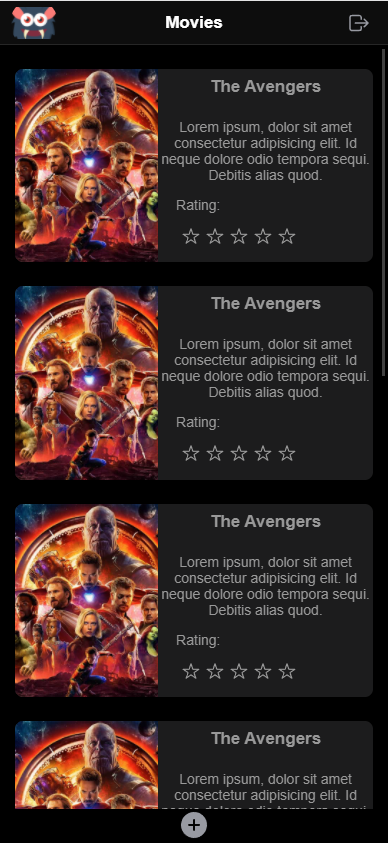 Movies
The Avengers
Lorem ipsum, dolor sit amet
consectetur adipisicing elit. Id
neque dolore odio tempora sequi.
Debitis alias quod.
Rating:
The Avengers
Lorem ipsum, dolor sit amet
consectetur adipisicing elit. Id
neque dolore odio tempora sequi.
Debitis alias quod.
Rating:
The Avengers
Lorem ipsum, dolor sit amet
consectetur adipisicing elit. Id
neque dolore odio tempora sequi.
Debitis alias quod.
Rating:
The Avengers
Lorem ipsum, dolor sit amet
consectetur adipisicing elit. Id
neque dolore odio tempora sequi.